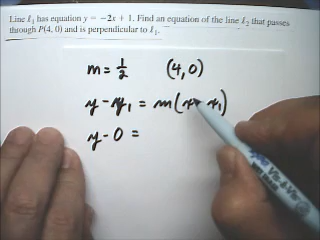 Line ℓ₁ has equation y = −2x + 1. Find an equation of the line ℓ₂ that passes
through P(4, 0) and is perpendicular to ℓ₁.
m = 1/2 (4, 0)
y - y₁ = m(x - x₁)
y - 0 =